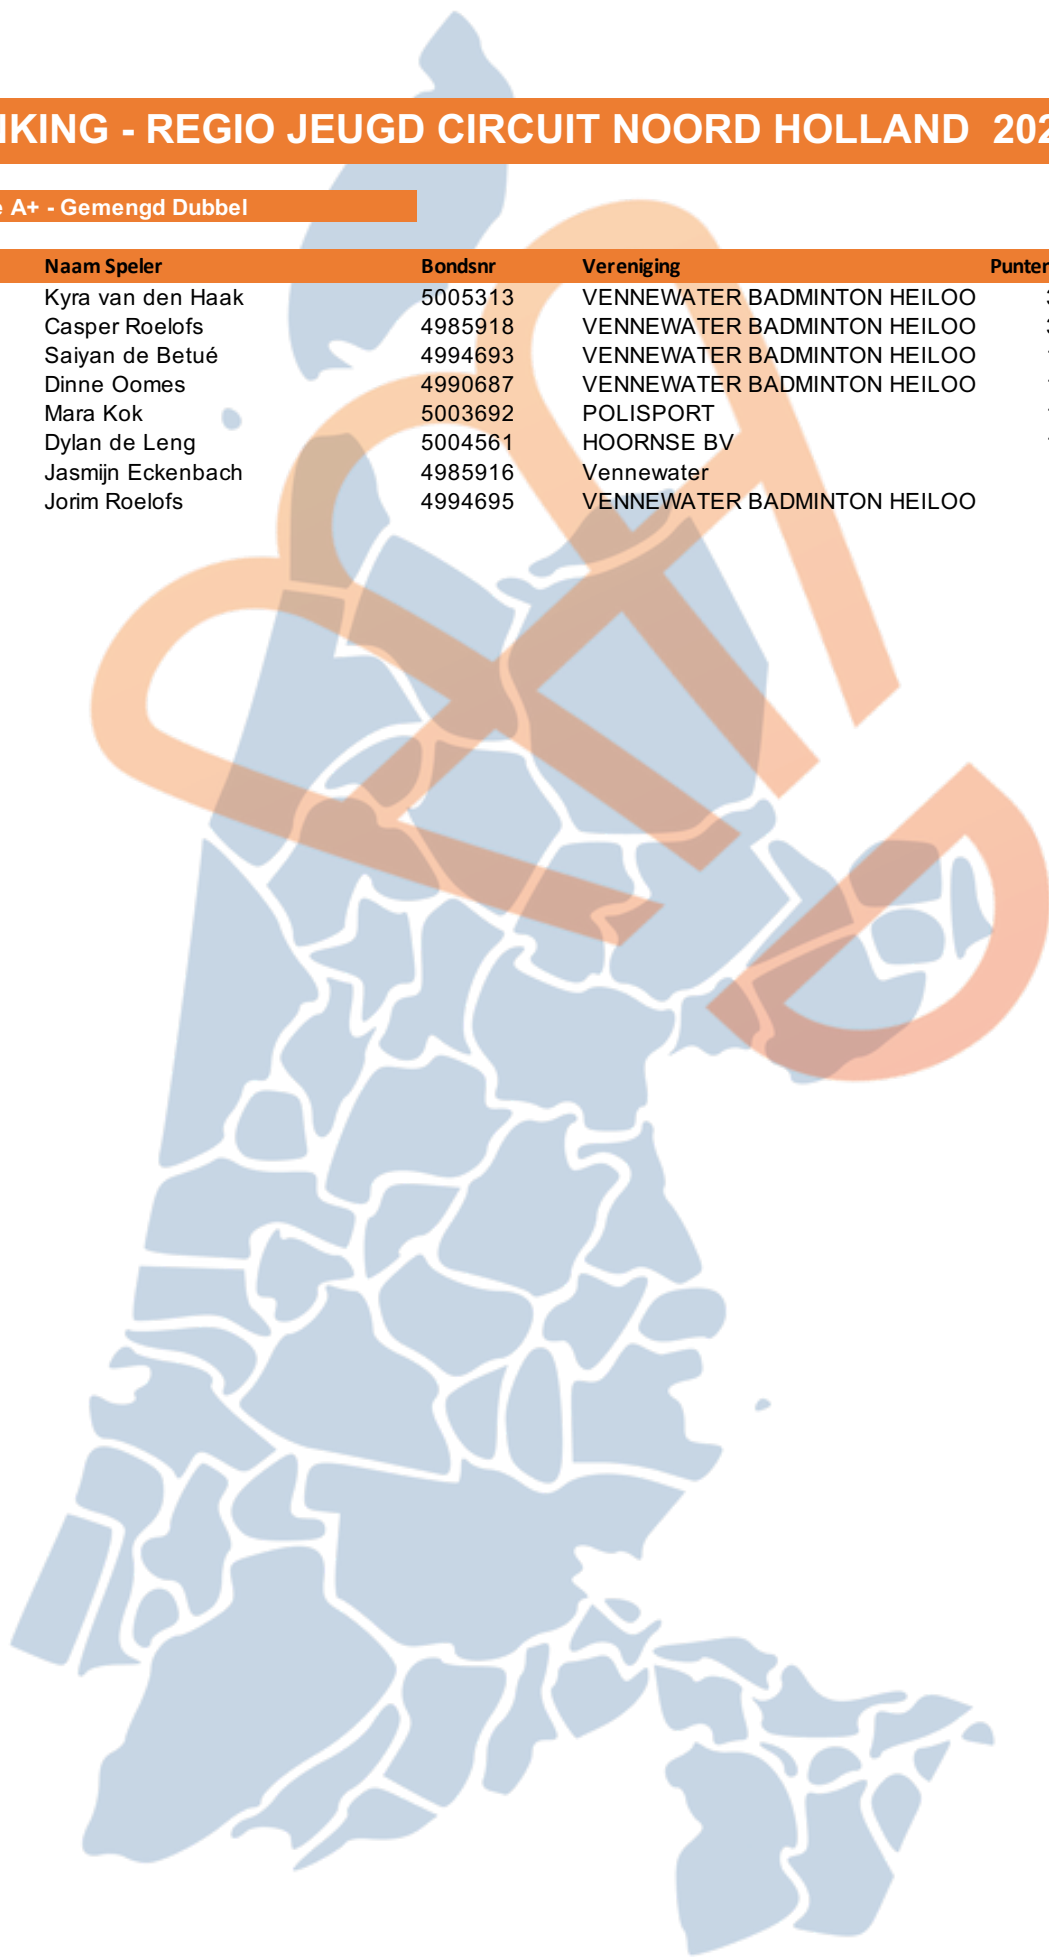 REGIO JEUGD CIRCUIT NOORD HOLLAND
A+ - Gemengd Dubbel
Naam Speler Bondsnr Vereniging
Kyra van den Haak 5005313 VENNEWATER BADMINTON HEILOO
Casper Roelofs 4985918 VENNEWATER BADMINTON HEILOO
Saiyan de Betué 4994693 VENNEWATER BADMINTON HEILOO
Dinne Oomes 4990687 VENNEWATER BADMINTON HEILOO
Mara Kok 5003692 POLISPORT
Dylan de Leng 5004561 HOORNSE BV
Jasmijn Eckenbach 4985916 Vennewater
Jorim Roelofs 4994695 VENNEWATER BADMINTON HEILOO